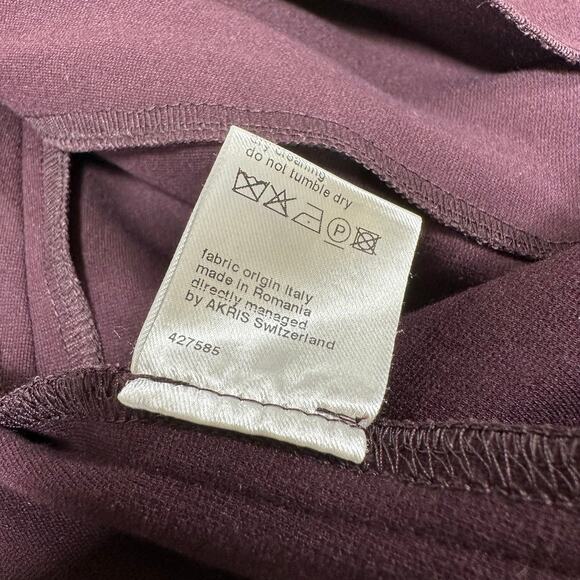 dry cleaning
do not tumble dry
P
fabric origin Italy
made in Romania
directly managed
by AKRIS Switzerland
427585